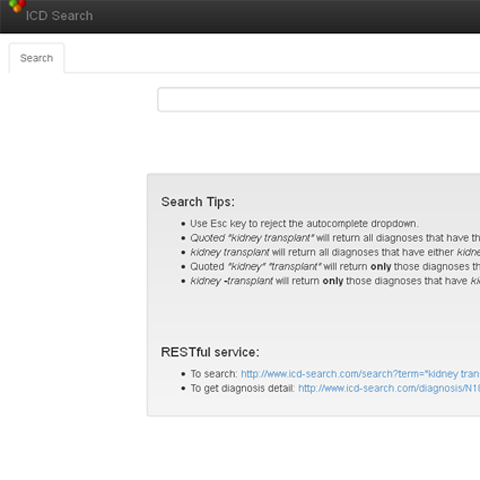 ICD Search
Search
Search Tips:
Use Esc key to reject the autocomplete dropdown.
Quoted "kidney transplant" will return all diagnoses that have th
kidney transplant will return all diagnoses that have either kidne
Quoted "kidney" "transplant" will return only those diagnoses th
kidney -transplant will return only those diagnoses that have ki
RESTful service:
To search: http://www.icd-search.com/search?term="kidney tran
To get diagnosis detail: http://www.icd-search.com/diagnosis/N18